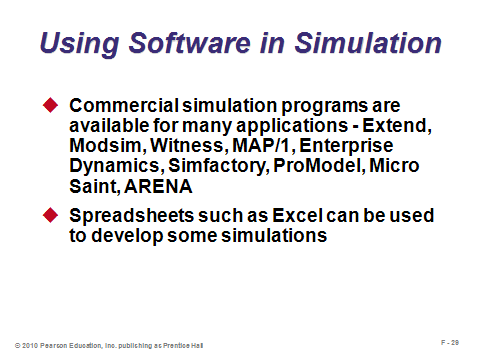 Using Software in Simulation
Commercial simulation programs are
available for many applications - Extend,
Modsim, Witness, MAP/1, Enterprise
Dynamics, Simfactory, ProModel, Micro
Saint, ARENA
Spreadsheets such as Excel can be used
to develop some simulations
© 2010 Pearson Education, Inc. publishing as Prentice Hall
F - 29